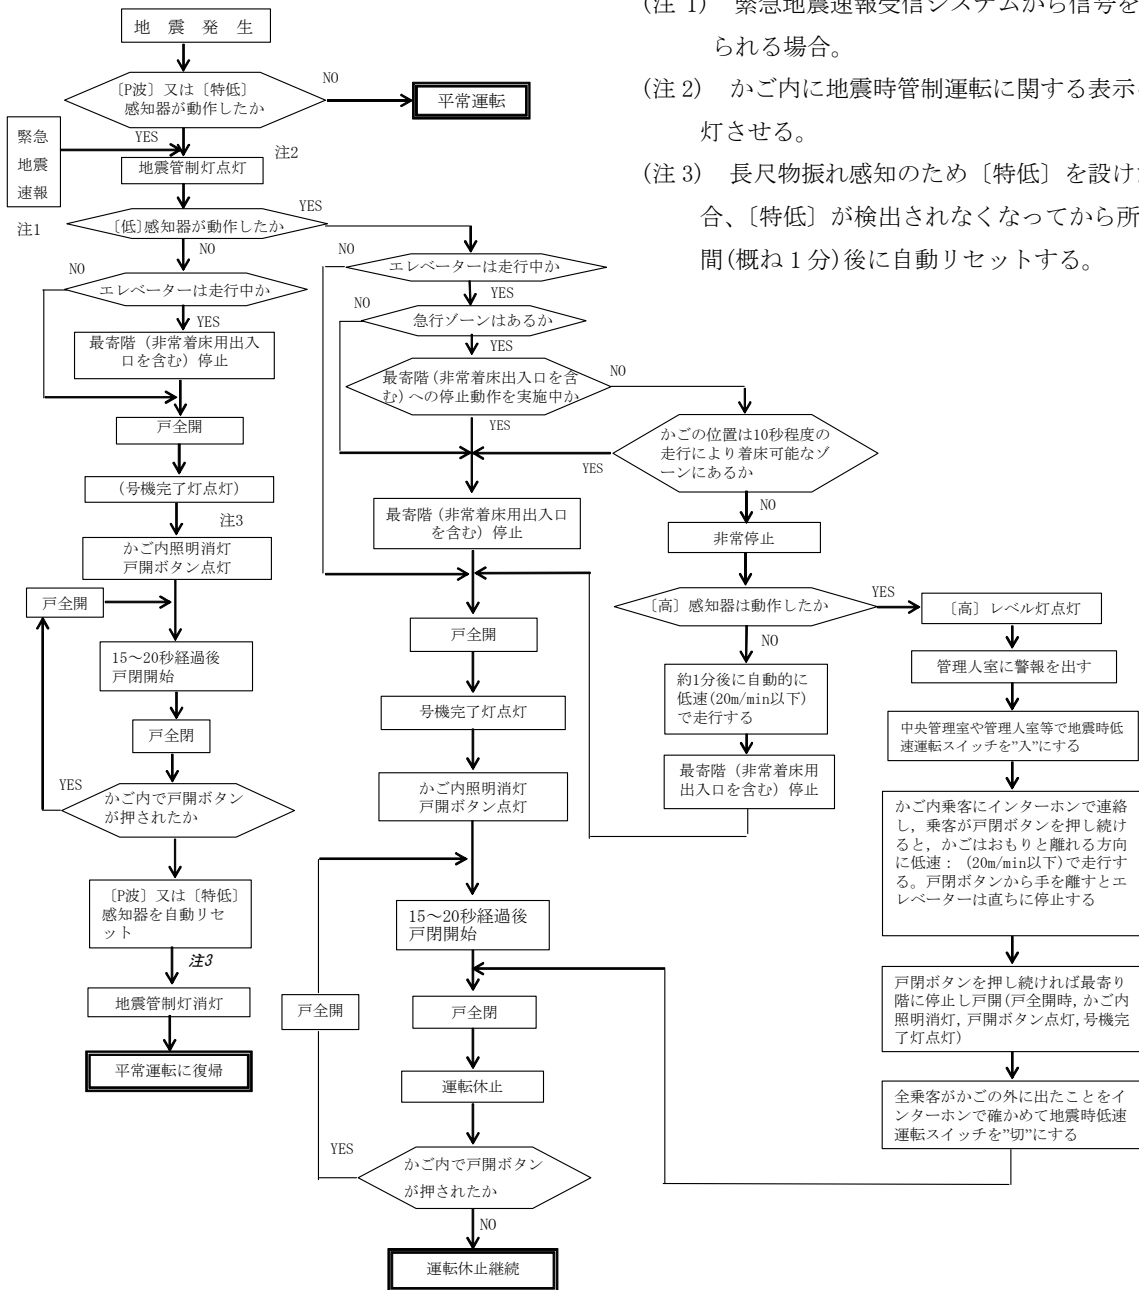 (注 1) 緊急地震速報受信システムから信号を
られる場合。
(注 2) かご内に地震時管制運転に関する表示
灯させる。
(注 3) 長尺物振れ感知のため〔特低〕を設け
合、〔特低〕が検出されなくなってから所
間(概ね 1 分)後に自動リセットする。
地 震 発 生
〔P波〕又は〔特低〕
感知器が動作したか
NO
平常運転
YES
緊急
地震
速報
注1
注2
地震管制灯点灯
〔低〕感知器が動作したか
YES
NO
NO
エレベーターは走行中か
YES
最寄階（非常着床用出入
口を含む）停止
戸全開
(号機完了灯点灯)
注3
かご内照明消灯
戸開ボタン点灯
戸全開
15～20秒経過後
戸閉開始
戸全閉
YES
かご内で戸開ボタン
が押されたか
〔P波〕又は〔特低〕
感知器を自動リセ
ット
注3
地震管制灯消灯
平常運転に復帰
NO
エレベーターは走行中か
YES
NO
急行ゾーンはあるか
YES
最寄階(非常着床出入口を含
む)への停止動作を実施中か
NO
YES
かごの位置は10秒程度の
走行により着床可能なゾ
ーンにあるか
YES
NO
最寄階（非常着床用出入口
を含む）停止
戸全開
号機完了灯点灯
かご内照明消灯
戸開ボタン点灯
15～20秒経過後
戸閉開始
戸全開
戸全閉
運転休止
YES
かご内で戸開ボタン
が押されたか
NO
運転休止継続
非常停止
〔高〕感知器は動作したか
YES
NO
約1分後に自動的に
低速(20m/min以下)
で走行する
最寄階（非常着床用
出入口を含む）停止
〔高〕レベル灯点灯
管理人室に警報を出す
中央管理室や管理人室等で地震時低
速運転スイッチを”入”にする
かご内乗客にインターホンで連絡
し，乗客が戸閉ボタンを押し続け
ると，かごはおもりと離れる方向
に低速：（20m/min以下)で走行す
る。戸閉ボタンから手を離すとエ
レベーターは直ちに停止する
戸閉ボタンを押し続ければ最寄り
階に停止し戸開(戸全開時,かご内
照明消灯,戸開ボタン点灯,号機完
了灯点灯)
全乗客がかごの外に出たことをイ
ンターホンで確かめて地震時低速
運転スイッチを”切”にする